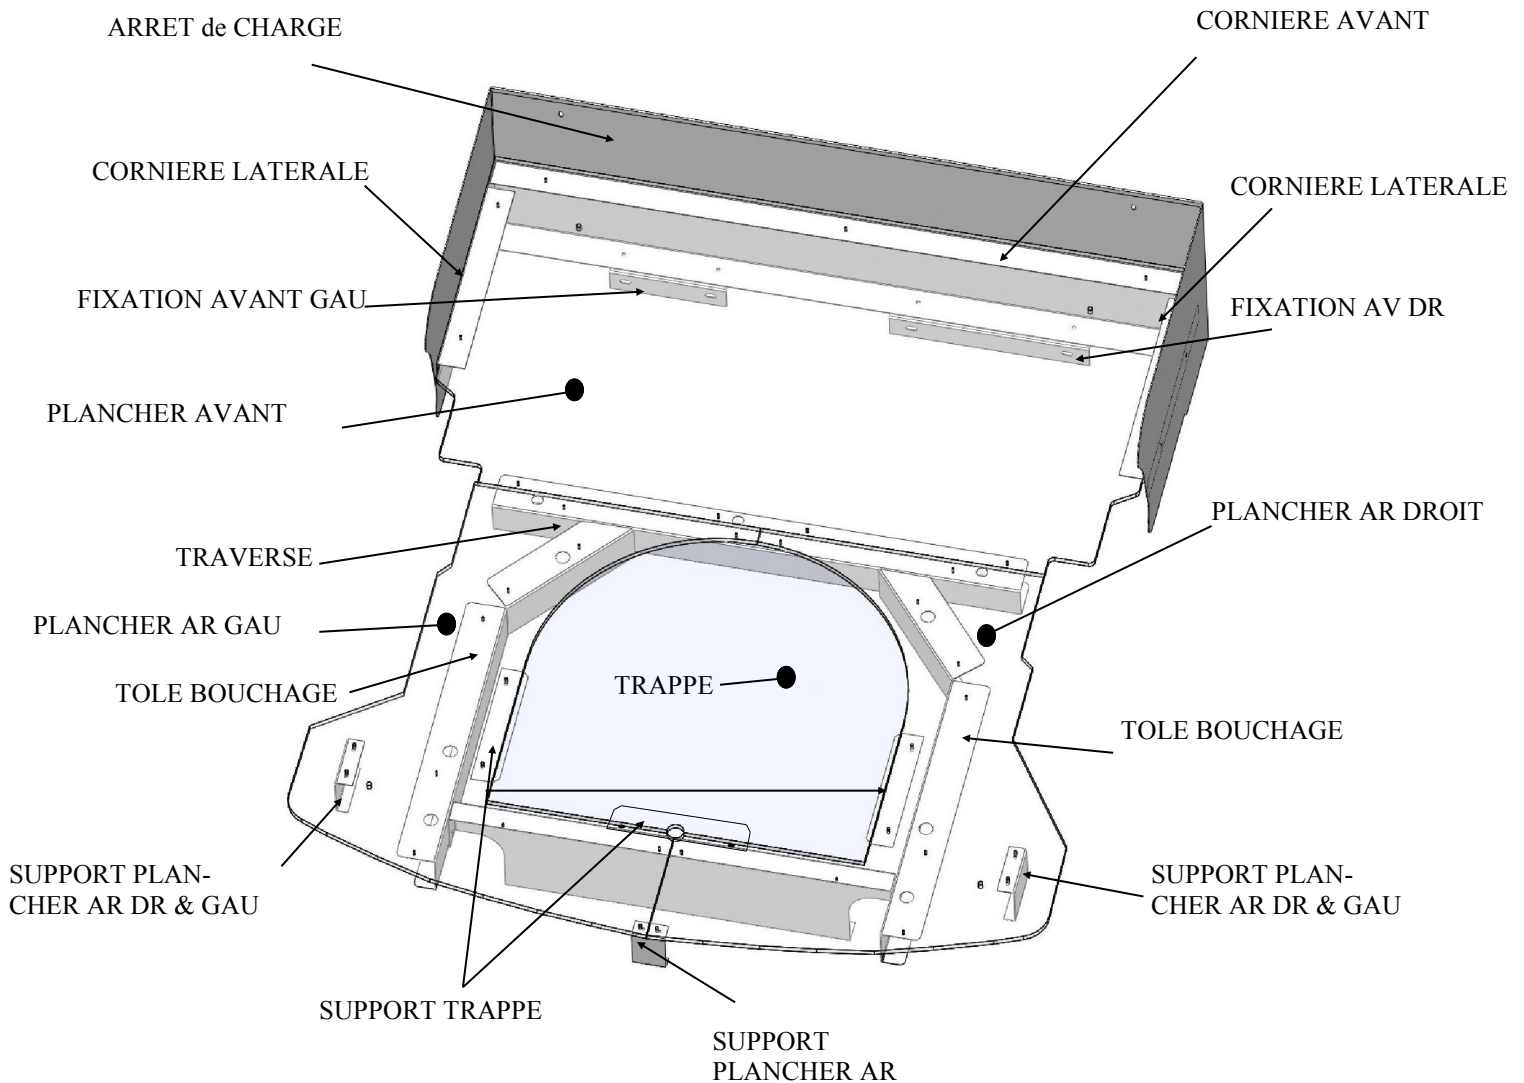 ARRET de CHARGE
CORNIERE AVANT
CORNIERE LATERALE
CORNIERE LATERALE
FIXATION AVANT GAU
FIXATION AV DR
PLANCHER AVANT
PLANCHER AR DROIT
TRAVERSE
PLANCHER AR GAU
TOLE BOUCHAGE
TRAPPE
TOLE BOUCHAGE
SUPPORT PLAN-
CHER AR DR & GAU
SUPPORT PLAN-
CHER AR DR & GAU
SUPPORT TRAPPE
SUPPORT
PLANCHER AR